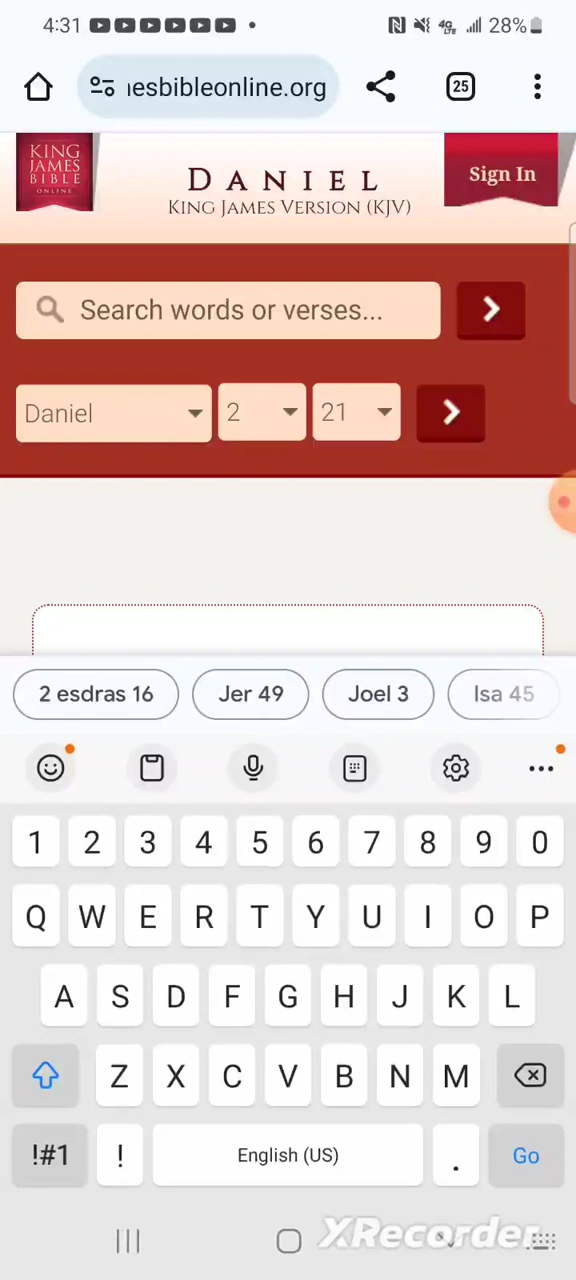 4:31 28%
ıesbibleonline.org 25
KING
JAMES
BIBLE
ONLINE
DANIEL
KING JAMES VERSION (KJV)
Sign In
Search words or verses...
Daniel 2 21
2 esdras 16 Jer 49 Joel 3 Isa 45
1 2 3 4 5 6 7 8 9 0
Q W E R T Y U I O P
A S D F G H J K L
Z X C V B N M
!#1 ! English (US) . Go
XRecorder